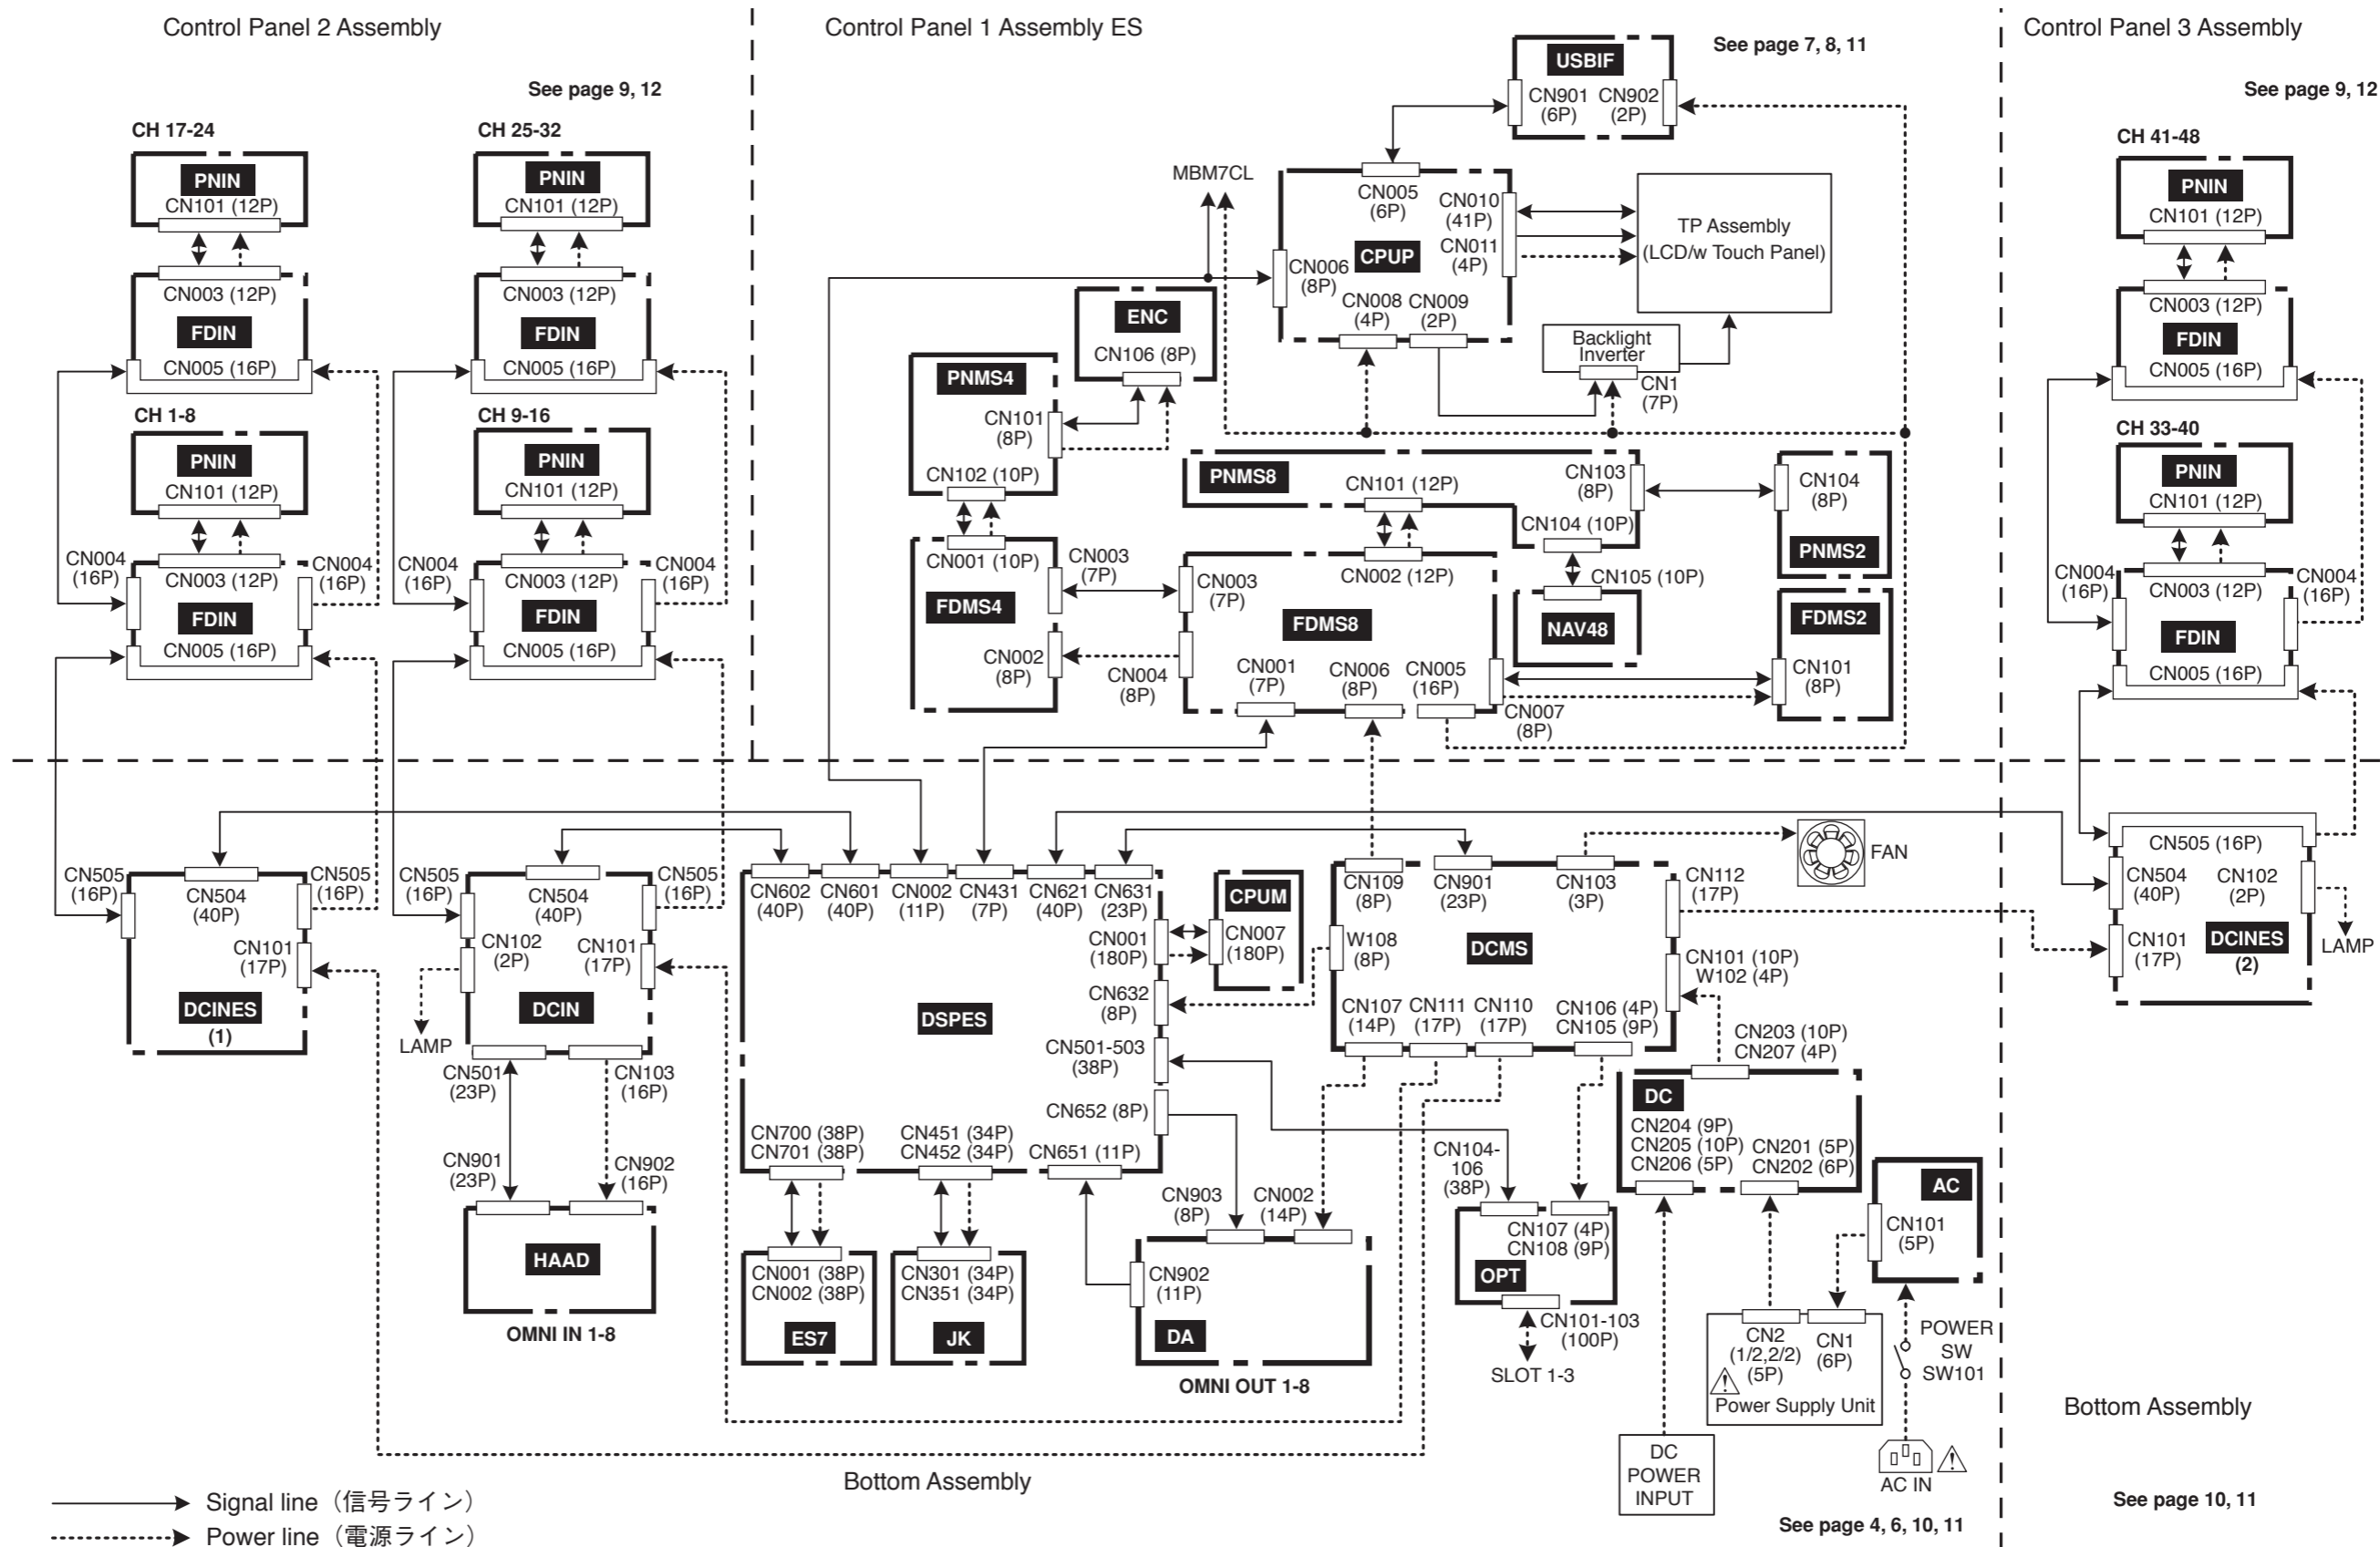 Control Panel 2 Assembly
See page 9, 12
CH 17-24
PNIN
CN101 (12P)
CN003 (12P)
FDIN
CN005 (16P)
CH 25-32
PNIN
CN101 (12P)
CN003 (12P)
FDIN
CN005 (16P)
CH 1-8
PNIN
CN101 (12P)
CN004
(16P)
CN003 (12P)
CN004
(16P)
FDIN
CN005 (16P)
CH 9-16
PNIN
CN101 (12P)
CN004
(16P)
CN003 (12P)
CN004
(16P)
FDIN
CN005 (16P)
Control Panel 1 Assembly ES
See page 7, 8, 11
USBIF
CN901
(6P)
CN902
(2P)
MBM7CL
CN005
(6P)
CN010
(41P)
CN011
(4P)
CPUP
CN006
(8P)
CN008
(4P)
CN009
(2P)
TP Assembly
(LCD/w Touch Panel)
Backlight
Inverter
CN1
(7P)
ENC
CN106 (8P)
PNMS4
CN101
(8P)
CN102 (10P)
CN001 (10P)
FDMS4
CN003
(7P)
CN002
(8P)
PNMS8
CN101 (12P)
CN103
(8P)
CN104 (10P)
CN104
(8P)
PNMS2
CN105 (10P)
NAV48
CN003
(7P)
CN002 (12P)
FDMS8
CN004
(8P)
CN001
(7P)
CN006
(8P)
CN005
(16P)
CN007
(8P)
FDMS2
CN101
(8P)
Control Panel 3 Assembly
See page 9, 12
CH 41-48
PNIN
CN101 (12P)
CN003 (12P)
FDIN
CN005 (16P)
CH 33-40
PNIN
CN101 (12P)
CN004
(16P)
CN003 (12P)
CN004
(16P)
FDIN
CN005 (16P)
CN505
(16P)
CN504
(40P)
CN505
(16P)
CN101
(17P)
DCINES
(1)
CN505
(16P)
CN504
(40P)
CN505
(16P)
CN102
(2P)
CN101
(17P)
DCIN
LAMP
CN501
(23P)
CN103
(16P)
CN901
(23P)
CN902
(16P)
HAAD
OMNI IN 1-8
CN602
(40P)
CN601
(40P)
CN002
(11P)
CN431
(7P)
CN621
(40P)
CN631
(23P)
CN001
(180P)
CPUM
CN007
(180P)
CN632
(8P)
DSPES
CN501-503
(38P)
CN652 (8P)
CN700 (38P)
CN701 (38P)
CN451 (34P)
CN452 (34P)
CN651 (11P)
CN001 (38P)
CN002 (38P)
ES7
CN301 (34P)
CN351 (34P)
JK
CN903
(8P)
CN002
(14P)
CN902
(11P)
DA
OMNI OUT 1-8
CN109
(8P)
CN901
(23P)
CN103
(3P)
FAN
CN112
(17P)
W108
(8P)
DCMS
CN101 (10P)
W102 (4P)
CN107
(14P)
CN111
(17P)
CN110
(17P)
CN106 (4P)
CN105 (9P)
CN203 (10P)
CN207 (4P)
DC
CN204 (9P)
CN205 (10P)
CN206 (5P)
CN201 (5P)
CN202 (6P)
CN104-
106
(38P)
CN107 (4P)
CN108 (9P)
OPT
CN101-103
(100P)
SLOT 1-3
AC
CN101
(5P)
CN2
(1/2,2/2)
(5P)
CN1
(6P)
Power Supply Unit
POWER
SW
SW101
DC
POWER
INPUT
AC IN
CN505 (16P)
CN504
(40P)
CN102
(2P)
CN101
(17P)
DCINES
(2)
LAMP
Bottom Assembly
Bottom Assembly
See page 10, 11
See page 4, 6, 10, 11
Signal line（信号ライン）
Power line（電源ライン）